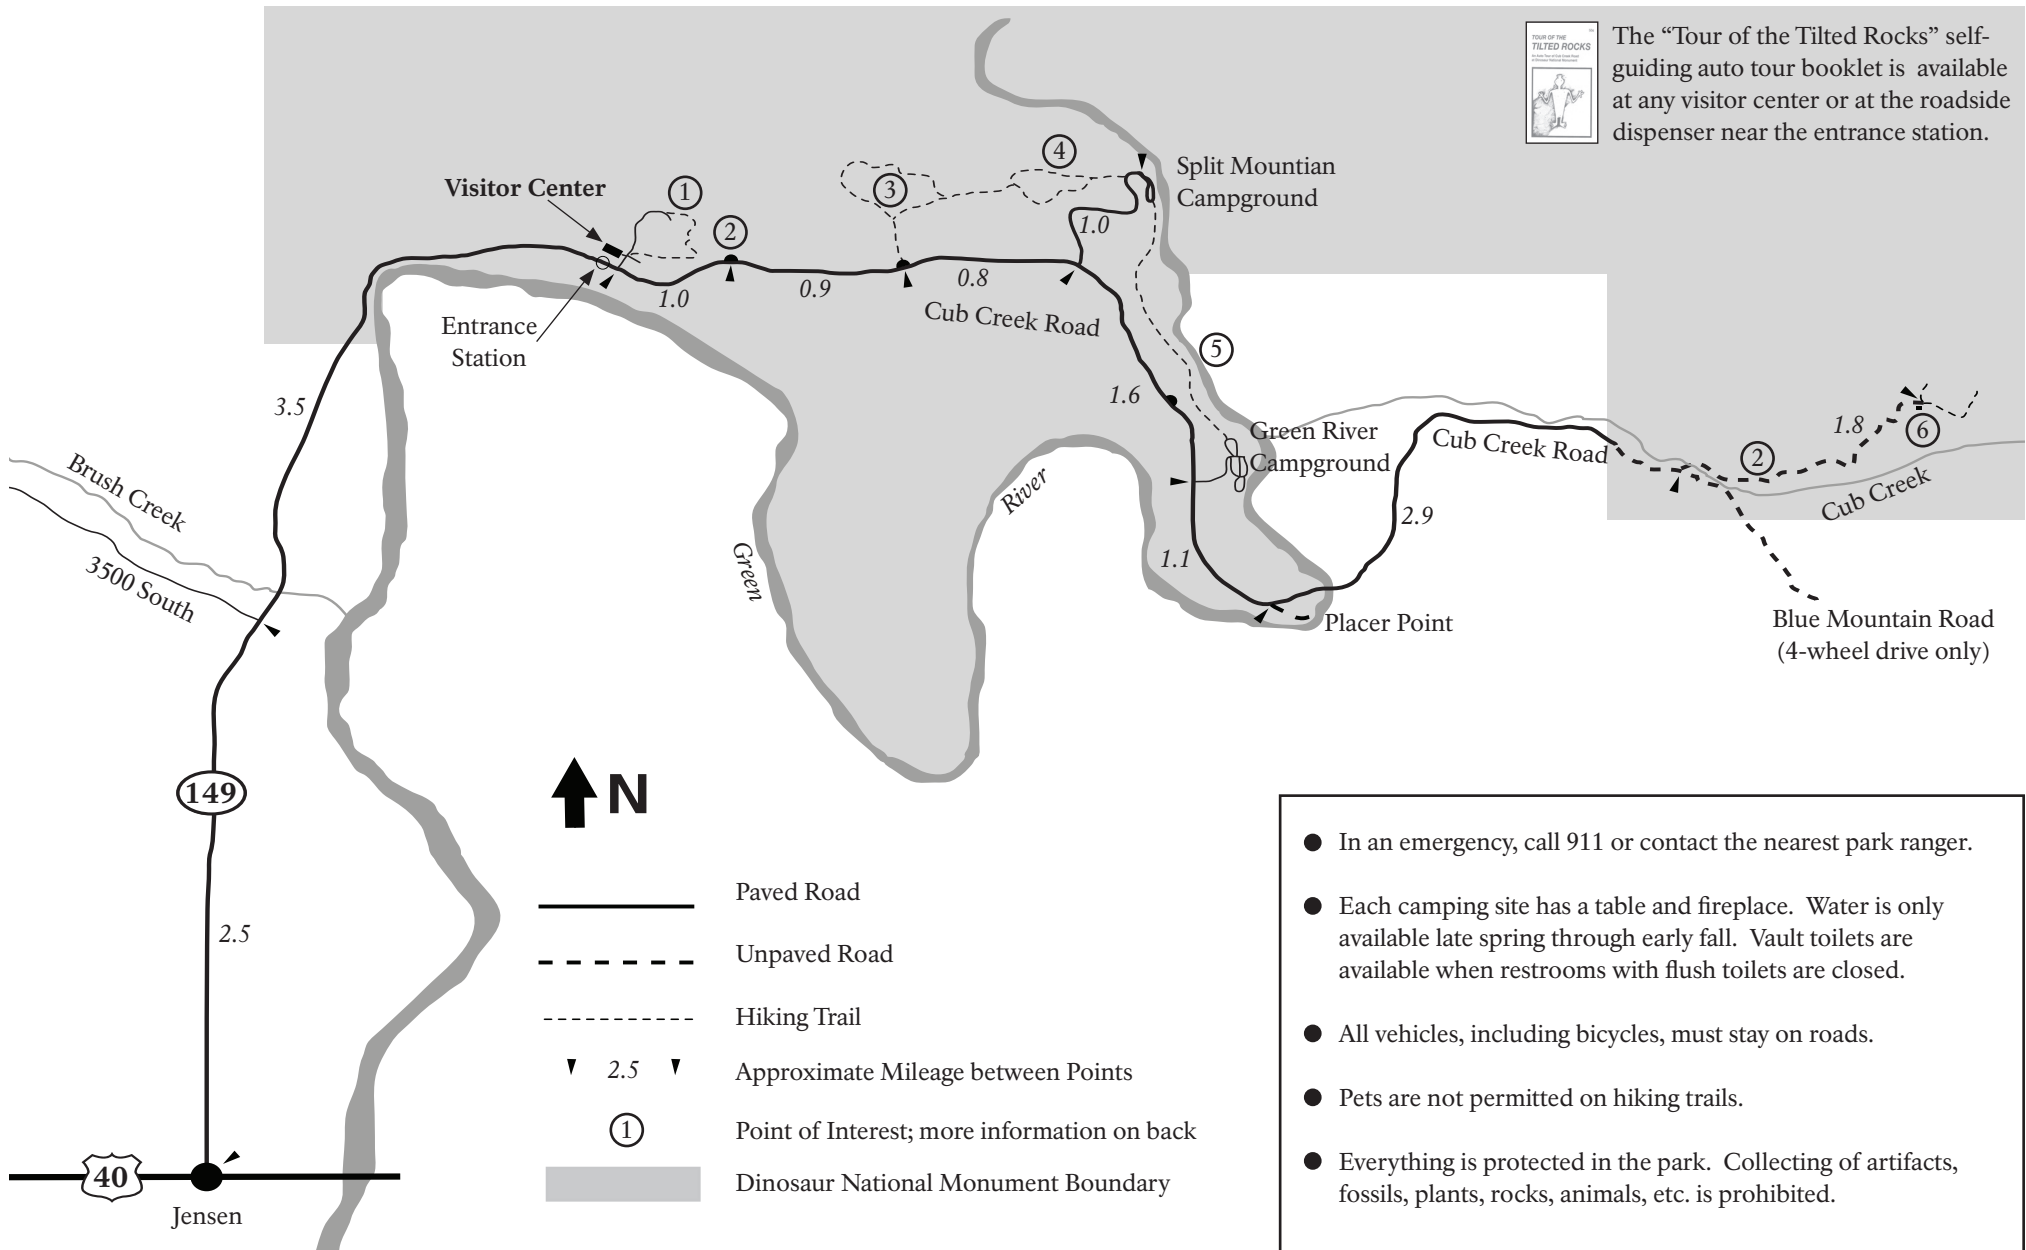 TOUR OF THE
TILTED ROCKS
The “Tour of the Tilted Rocks” self-
guiding auto tour booklet is available
at any visitor center or at the roadside
dispenser near the entrance station.
Visitor Center
1
2
3
4
Split Mountian
Campground
1.0
Entrance
Station
1.0
0.9
0.8
Cub Creek Road
5
3.5
1.6
Green River
Campground
Cub Creek Road
2
1.8
6
Cub Creek
Brush Creek
3500 South
Green
River
2.9
1.1
Placer Point
Blue Mountain Road
(4-wheel drive only)
149
N
2.5
40
Jensen
Paved Road
Unpaved Road
Hiking Trail
2.5 Approximate Mileage between Points
1 Point of Interest; more information on back
Dinosaur National Monument Boundary
● In an emergency, call 911 or contact the nearest park ranger.
● Each camping site has a table and fireplace. Water is only
available late spring through early fall. Vault toilets are
available when restrooms with flush toilets are closed.
● All vehicles, including bicycles, must stay on roads.
● Pets are not permitted on hiking trails.
● Everything is protected in the park. Collecting of artifacts,
fossils, plants, rocks, animals, etc. is prohibited.